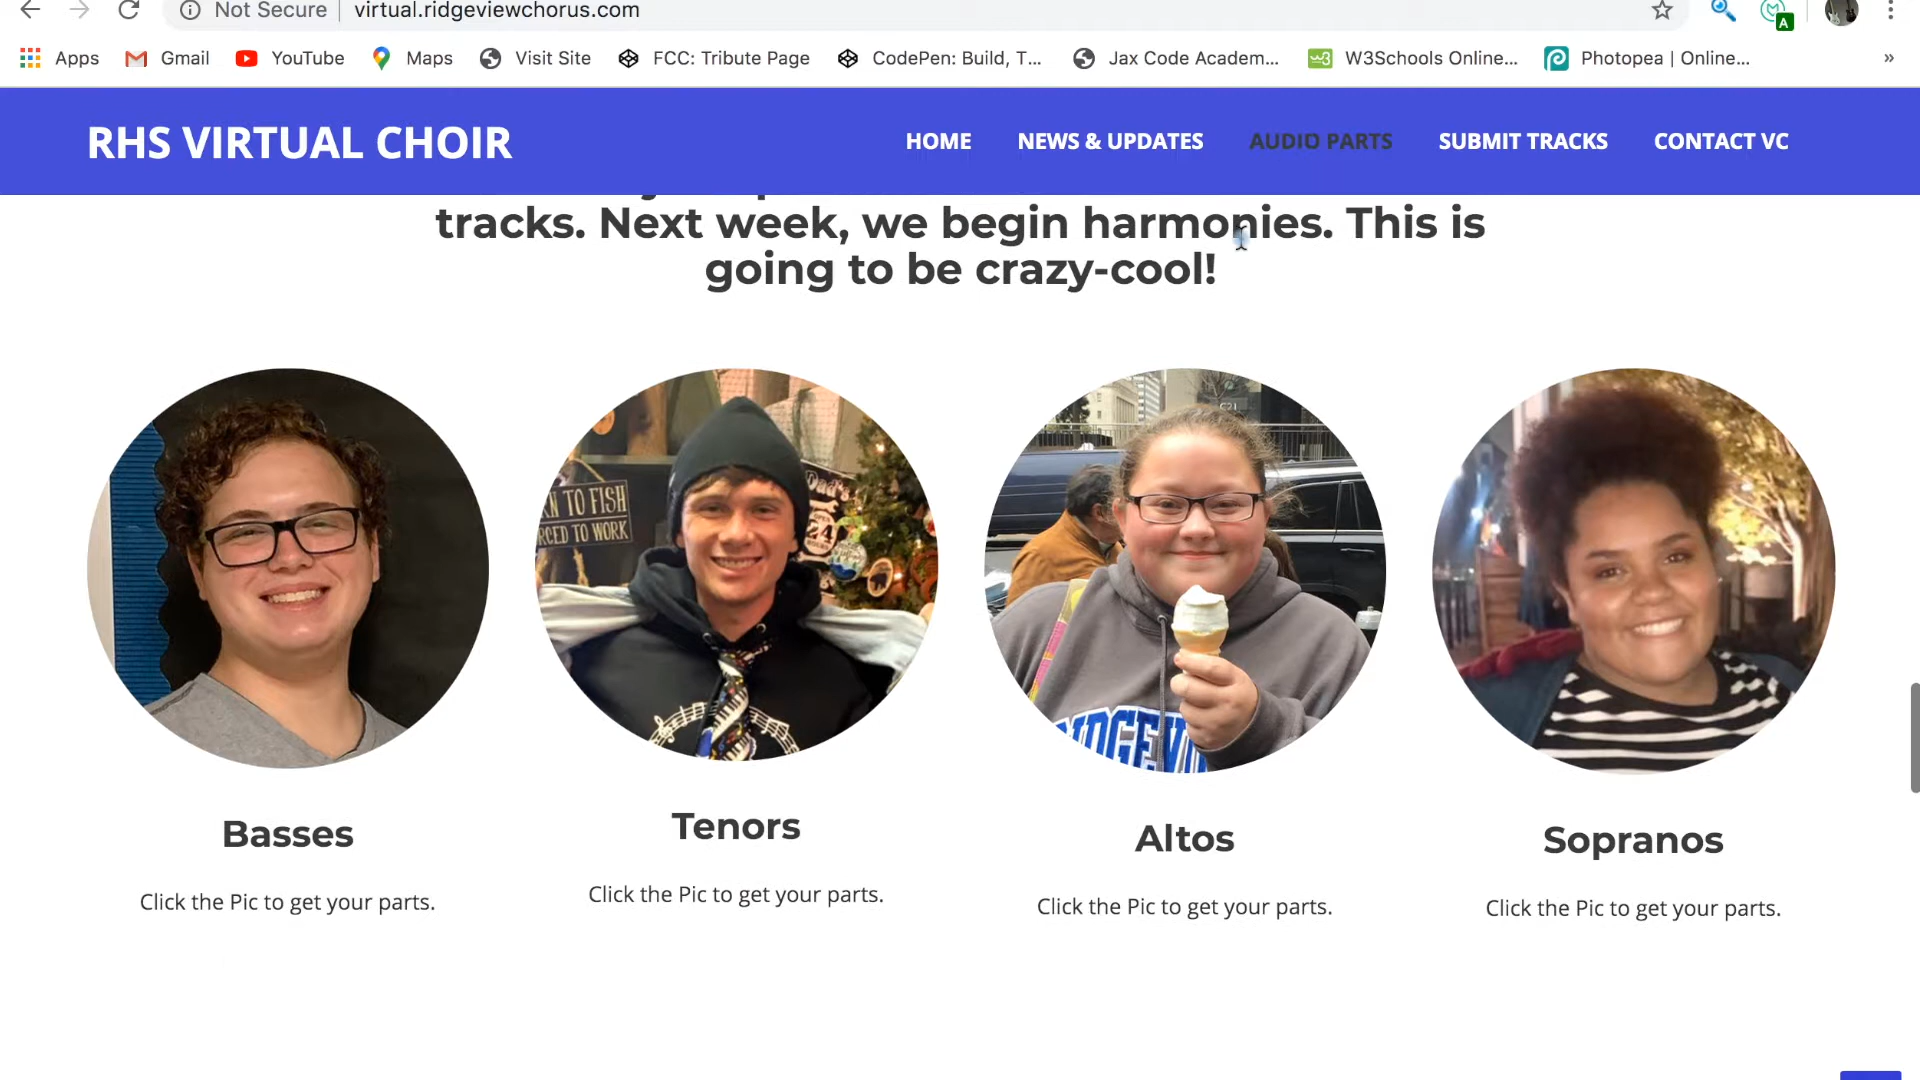 Not Secure
virtual.ridgeviewchorus.com
A
Apps
Gmail
YouTube
Maps
Visit Site
FCC: Tribute Page
CodePen: Build, T...
Jax Code Academ...
W3Schools Online...
Photopea | Online...
»
RHS VIRTUAL CHOIR
HOME
NEWS & UPDATES
AUDIO PARTS
SUBMIT TRACKS
CONTACT VC
tracks. Next week, we begin harmonies. This is
going to be crazy-cool!
N TO FISH
RCED TO WORK
Dad's
24
Basses
Click the Pic to get your parts.
Tenors
Click the Pic to get your parts.
Altos
Click the Pic to get your parts.
Sopranos
Click the Pic to get your parts.